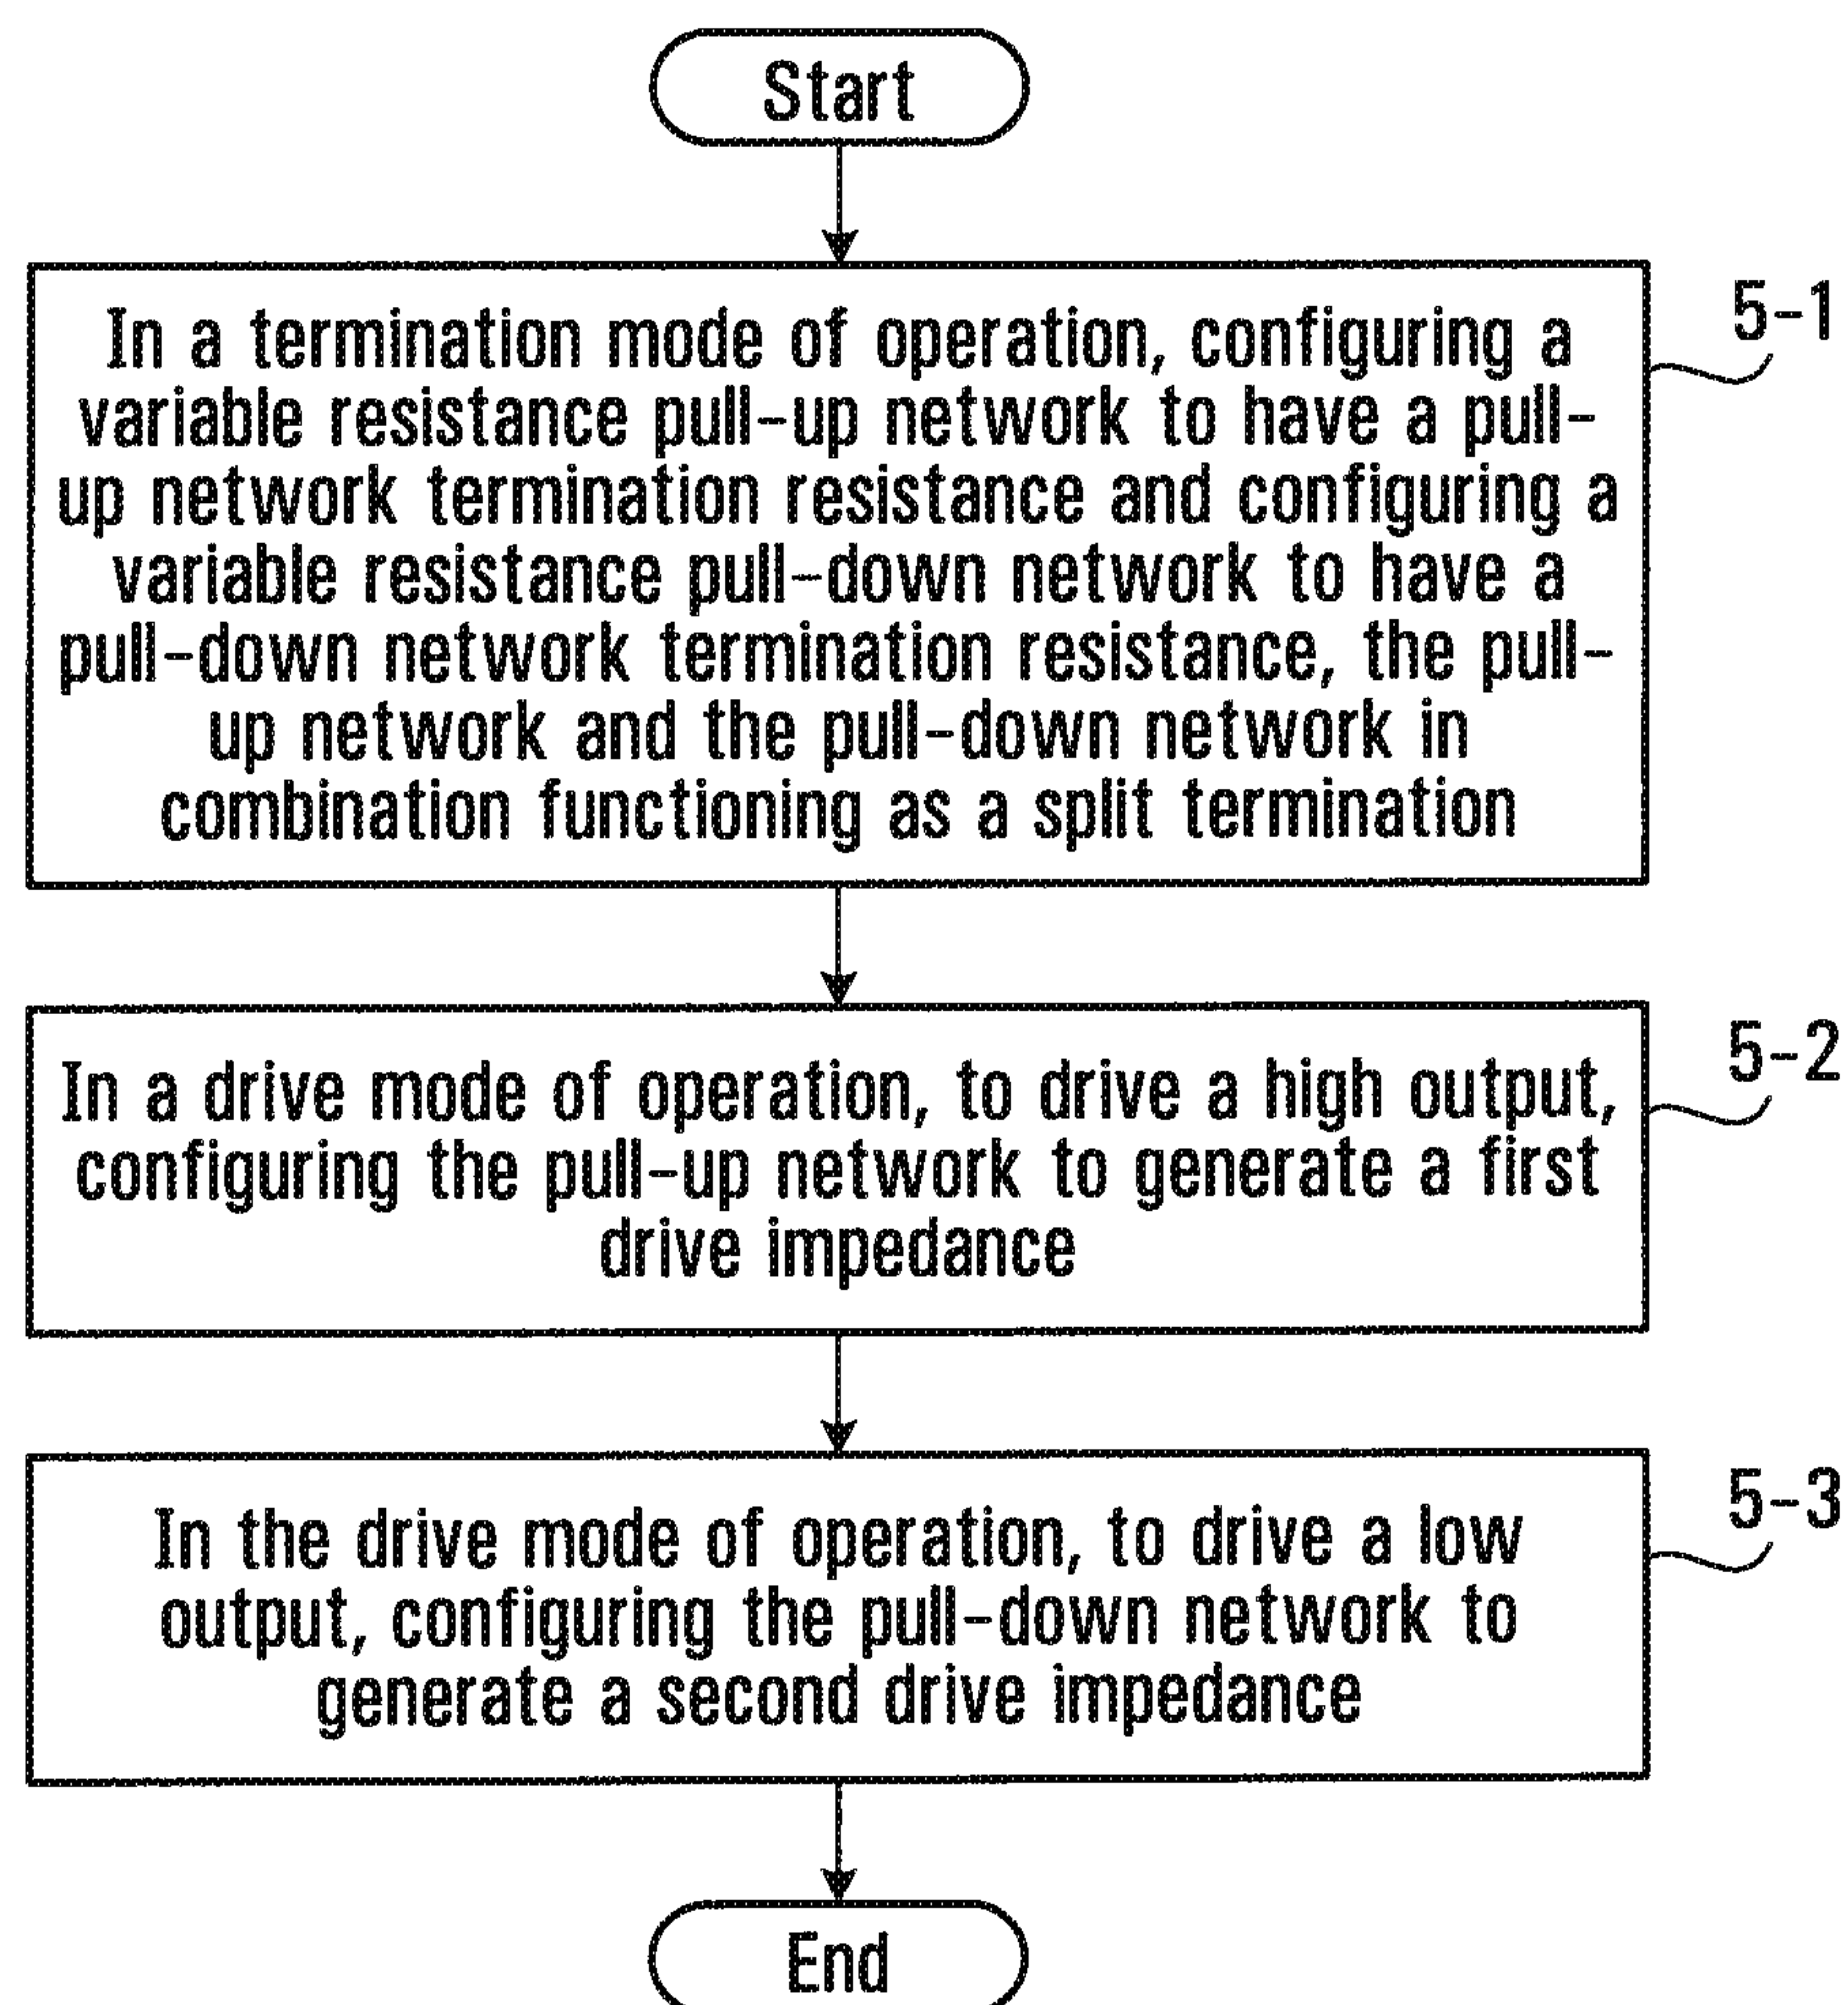 Start
In a termination mode of operation, configuring a
variable resistance pull-up network to have a pull-
up network termination resistance and configuring a
variable resistance pull-down network to have a
pull-down network termination resistance, the pull-
up network and the pull-down network in
combination functioning as a split termination
5-1
In a drive mode of operation, to drive a high output,
configuring the pull-up network to generate a first
drive impedance
5-2
In the drive mode of operation, to drive a low
output, configuring the pull-down network to
generate a second drive impedance
5-3
End